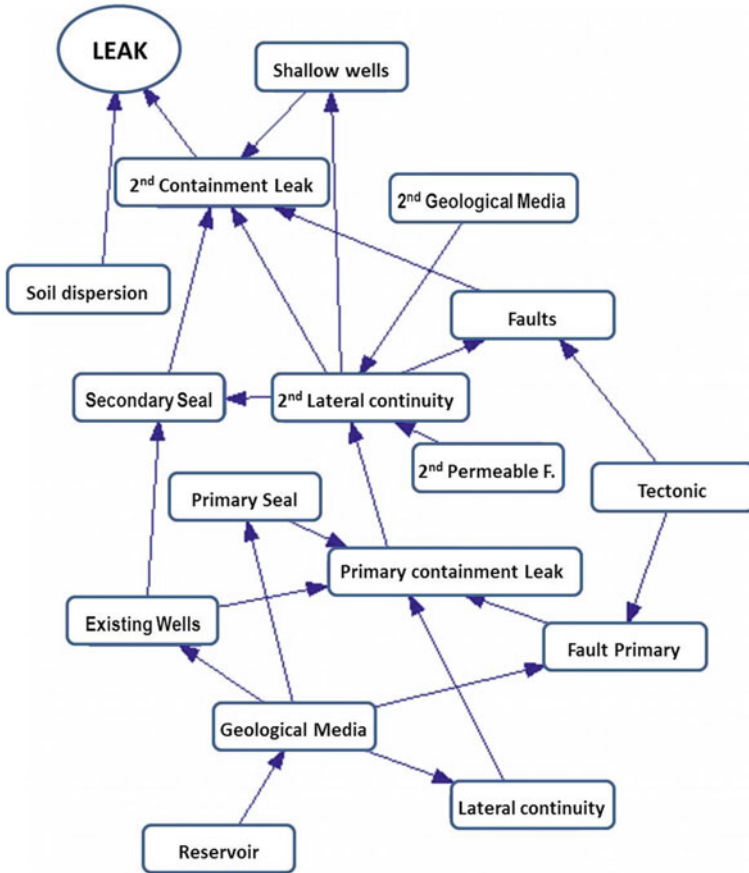 LEAK
Shallow wells
2nd Containment Leak
2nd Geological Media
Soil dispersion
Faults
Secondary Seal
2nd Lateral continuity
2nd Permeable F.
Primary Seal
Tectonic
Primary containment Leak
Existing Wells
Fault Primary
Geological Media
Lateral continuity
Reservoir